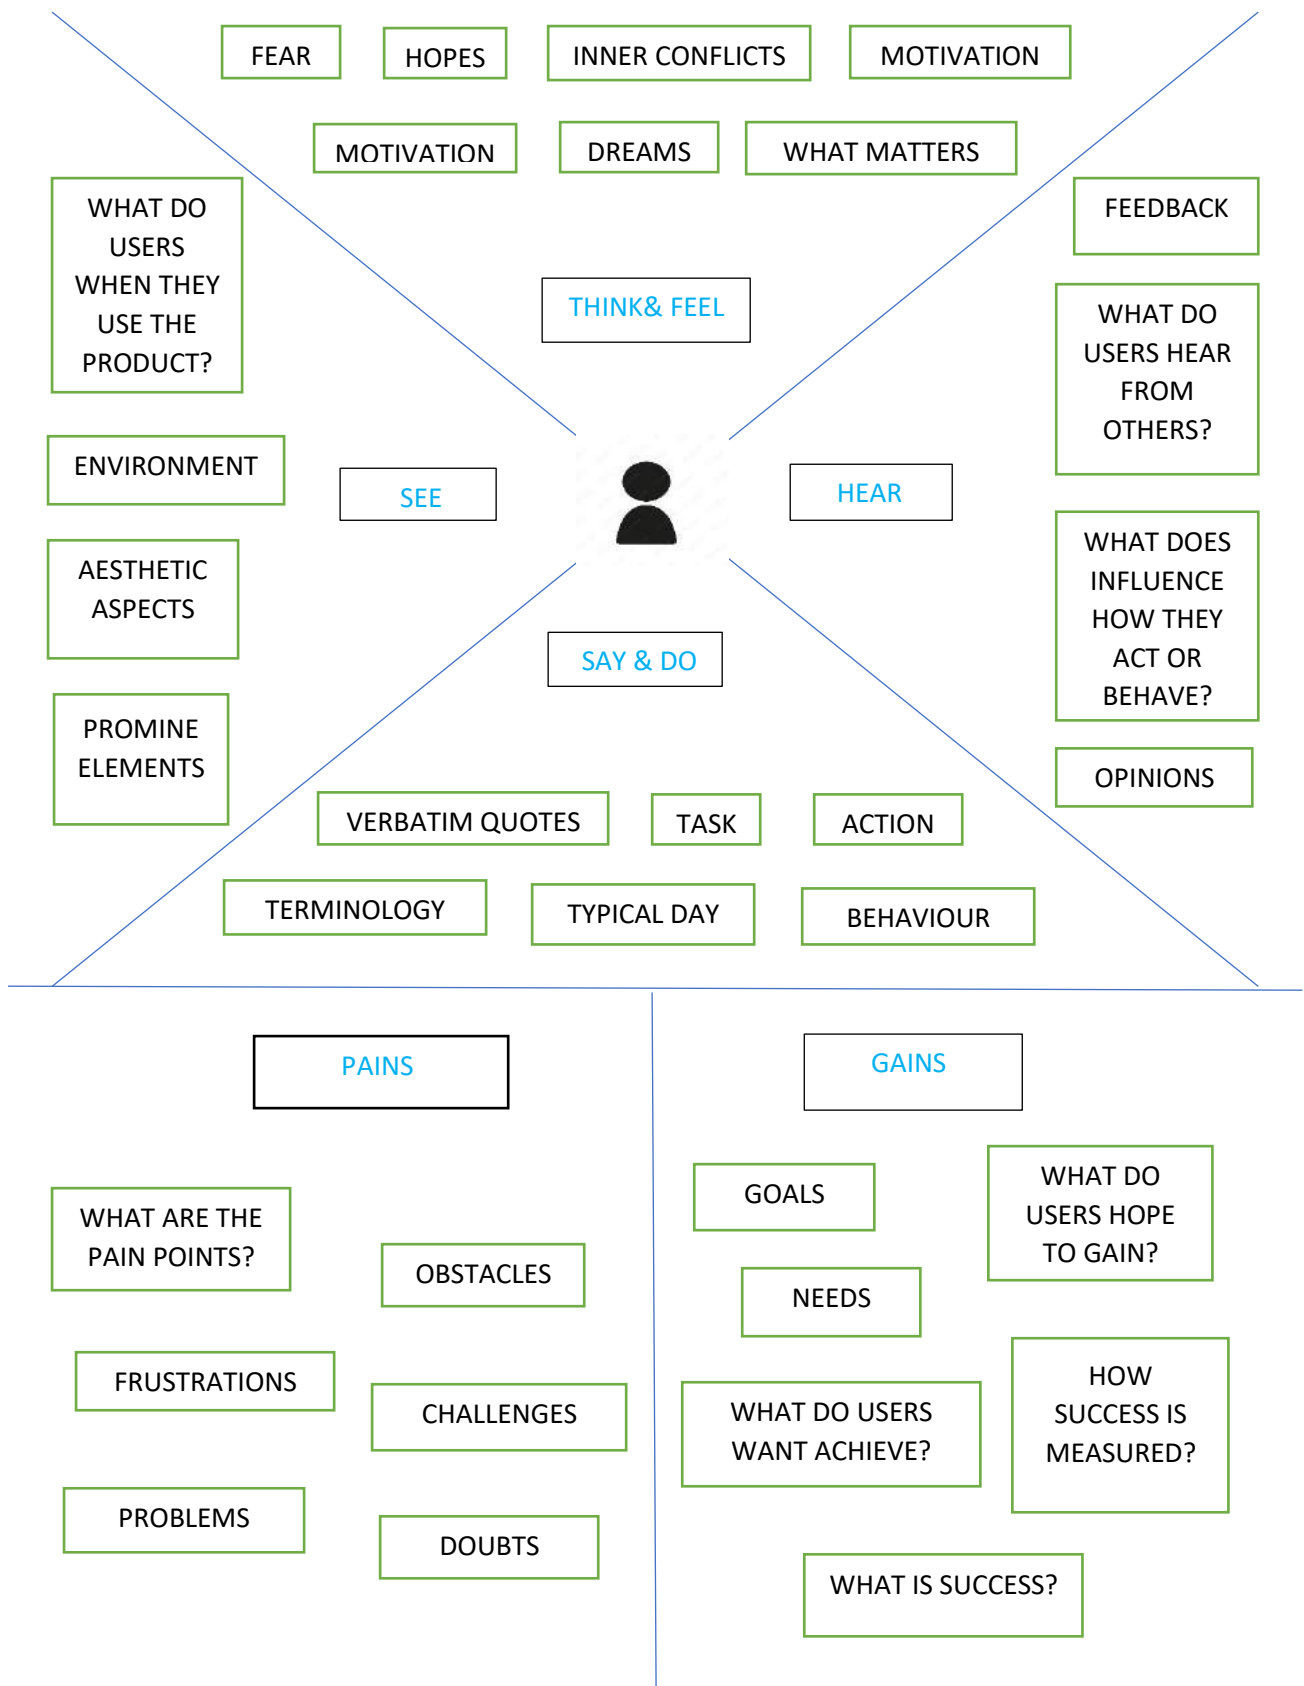 FEAR
HOPES
INNER CONFLICTS
MOTIVATION
MOTIVATION
DREAMS
WHAT MATTERS
THINK& FEEL
WHAT DO
USERS
WHEN THEY
USE THE
PRODUCT?
ENVIRONMENT
AESTHETIC
ASPECTS
PROMINE
ELEMENTS
SEE
HEAR
FEEDBACK
WHAT DO
USERS HEAR
FROM
OTHERS?
WHAT DOES
INFLUENCE
HOW THEY
ACT OR
BEHAVE?
OPINIONS
SAY & DO
VERBATIM QUOTES
TASK
ACTION
TERMINOLOGY
TYPICAL DAY
BEHAVIOUR
PAINS
WHAT ARE THE
PAIN POINTS?
OBSTACLES
FRUSTRATIONS
CHALLENGES
PROBLEMS
DOUBTS
GAINS
GOALS
WHAT DO
USERS HOPE
TO GAIN?
NEEDS
HOW
SUCCESS IS
MEASURED?
WHAT DO USERS
WANT ACHIEVE?
WHAT IS SUCCESS?